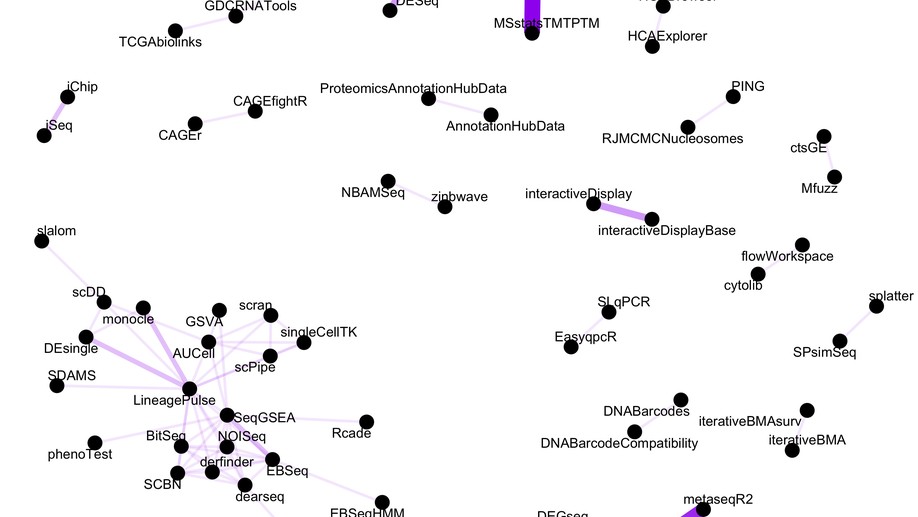 GDCRNATools
DESeq
TCGAbiolinks
MSstatsTMTPTM
HCAExplorer
iChip
ProteomicsAnnotationHubData
PING
CAGEfightR
iSeq
CAGEr
AnnotationHubData
RJMCMCNucleosomes
ctsGE
NBAMSeq
zinbwave
interactiveDisplay
Mfuzz
slalom
interactiveDisplayBase
flowWorkspace
cytolib
scDD
monocle
GSVA
scran
SLqPCR
splatter
singleCellTK
EasyqpcR
DEsingle
AUCell
scPipe
SPsimSeq
SDAMS
LineagePulse
DNABarcodes
SeqGSEA
iterativeBMAsurv
BitSeq
NOISeq
Rcade
DNABarcodeCompatibility
iterativeBMA
phenoTest
derfinder
EBSeq
SCBN
dearseq
metaseqR2
EBSeqHMM
DEGseq